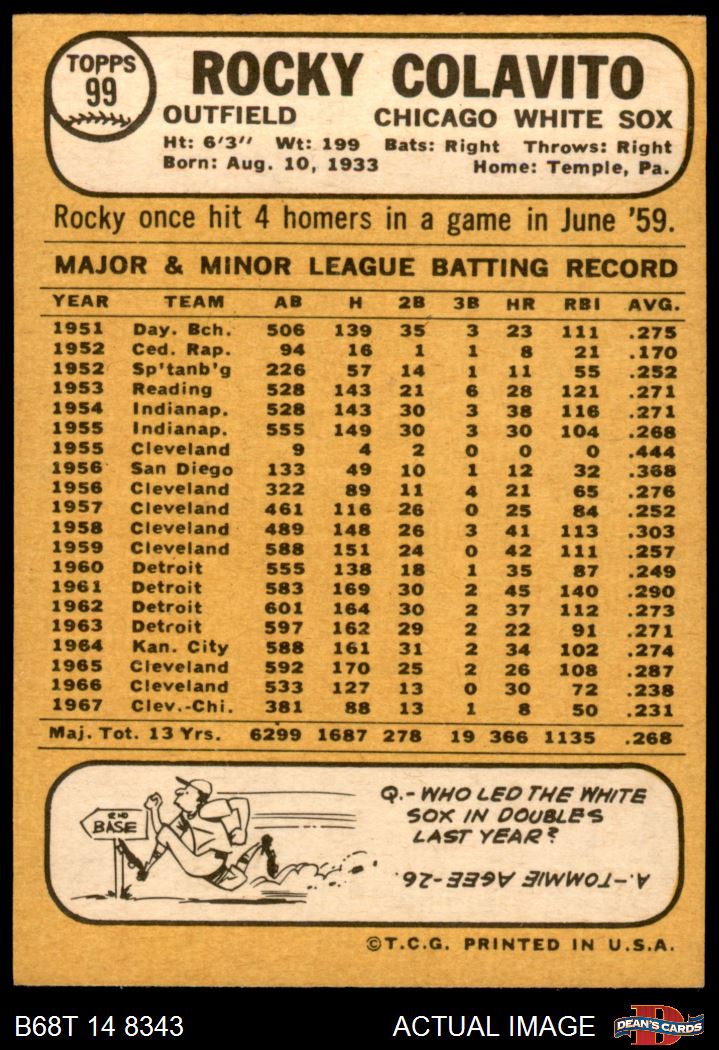 TOPPS
99
ROCKY COLAVITO
OUTFIELD CHICAGO WHITE SOX
Ht: 6'3" Wt: 199 Bats: Right Throws: Right
Born: Aug. 10, 1933 Home: Temple, Pa.
Rocky once hit 4 homers in a game in June '59.
MAJOR & MINOR LEAGUE BATTING RECORD
YEAR TEAM AB H 2B 3B HR RBI AVG.
1951 Day. Bch. 506 139 35 3 23 111 .275
1952 Ced. Rap. 94 16 1 1 8 21 .170
1952 Sp'tanb'g 226 57 14 1 11 55 .252
1953 Reading 528 143 21 6 28 121 .271
1954 Indianap. 528 143 30 3 38 116 .271
1955 Indianap. 555 149 30 3 30 104 .268
1955 Cleveland 9 4 2 0 0 0 .444
1956 San Diego 133 49 10 1 12 32 .368
1956 Cleveland 322 89 11 4 21 65 .276
1957 Cleveland 461 116 26 0 25 84 .252
1958 Cleveland 489 148 26 3 41 113 .303
1959 Cleveland 588 151 24 0 42 111 .257
1960 Detroit 555 138 18 1 35 87 .249
1961 Detroit 583 169 30 2 45 140 .290
1962 Detroit 601 164 30 2 37 112 .273
1963 Detroit 597 162 29 2 22 91 .271
1964 Kan. City 588 161 31 2 34 102 .274
1965 Cleveland 592 170 25 2 26 108 .287
1966 Cleveland 533 127 13 0 30 72 .238
1967 Clev.-Chi. 381 88 13 1 8 50 .231
Maj. Tot. 13 Yrs. 6299 1687 278 19 366 1135 .268
2ND
BASE
Q.- WHO LED THE WHITE
SOX IN DOUBLES
LAST YEAR?
A.-TOMMIE AGEE-26.
©T.C.G. PRINTED IN U.S.A.
B68T 14 8343 ACTUAL IMAGE
D
DEAN'S CARDS